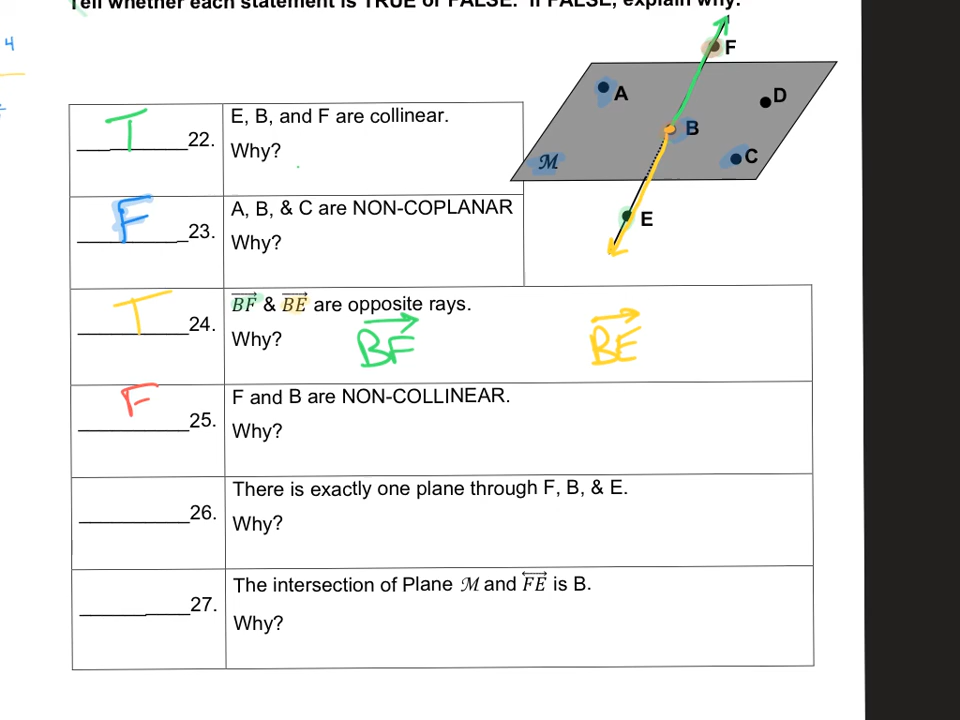 Tell whether each statement is TRUE or FALSE. If FALSE, explain why.
4
F
A
D
B
C
M
E
T
22.
E, B, and F are collinear.
Why?
F
23.
A, B, & C are NON-COPLANAR
Why?
T
24.
BF & BE are opposite rays.
Why?
BF
BE
F
25.
F and B are NON-COLLINEAR.
Why?
26.
There is exactly one plane through F, B, & E.
Why?
27.
The intersection of Plane M and FE is B.
Why?